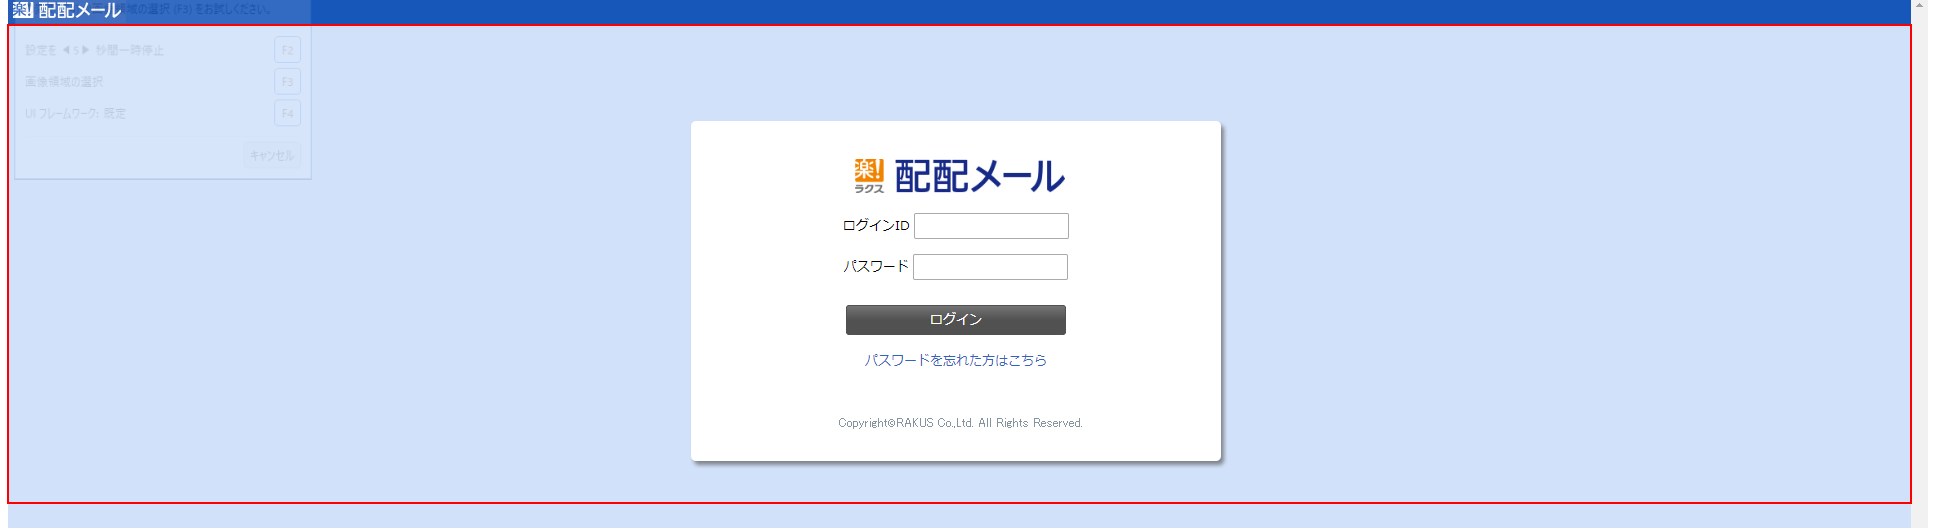 楽! 配配メール
領域の選択 (F3) をお試しください。
設定を ◀ 5 ▶ 秒間一時停止 F2
画像領域の選択 F3
UI フレームワーク: 既定 F4
キャンセル
楽! ラクス 配配メール
ログインID
パスワード
ログイン
パスワードを忘れた方はこちら
Copyright©RAKUS Co.,Ltd. All Rights Reserved.